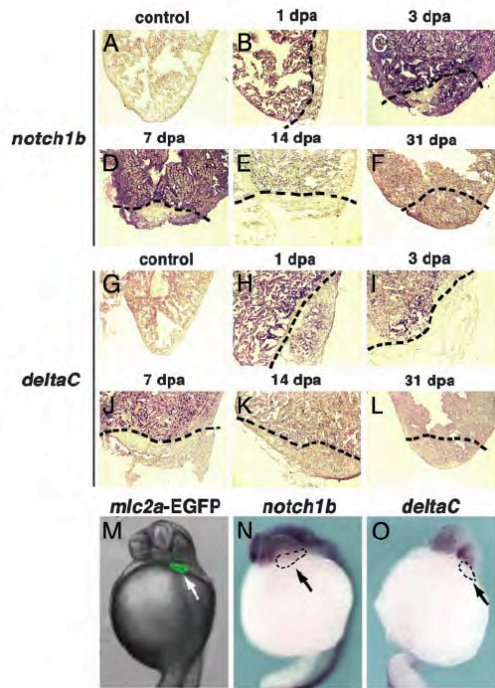 control 1 dpa 3 dpa
A B C
notch1b
7 dpa 14 dpa 31 dpa
D E F
control 1 dpa 3 dpa
G H I
deltaC
7 dpa 14 dpa 31 dpa
J K L
mlc2a-EGFP notch1b deltaC
M N O